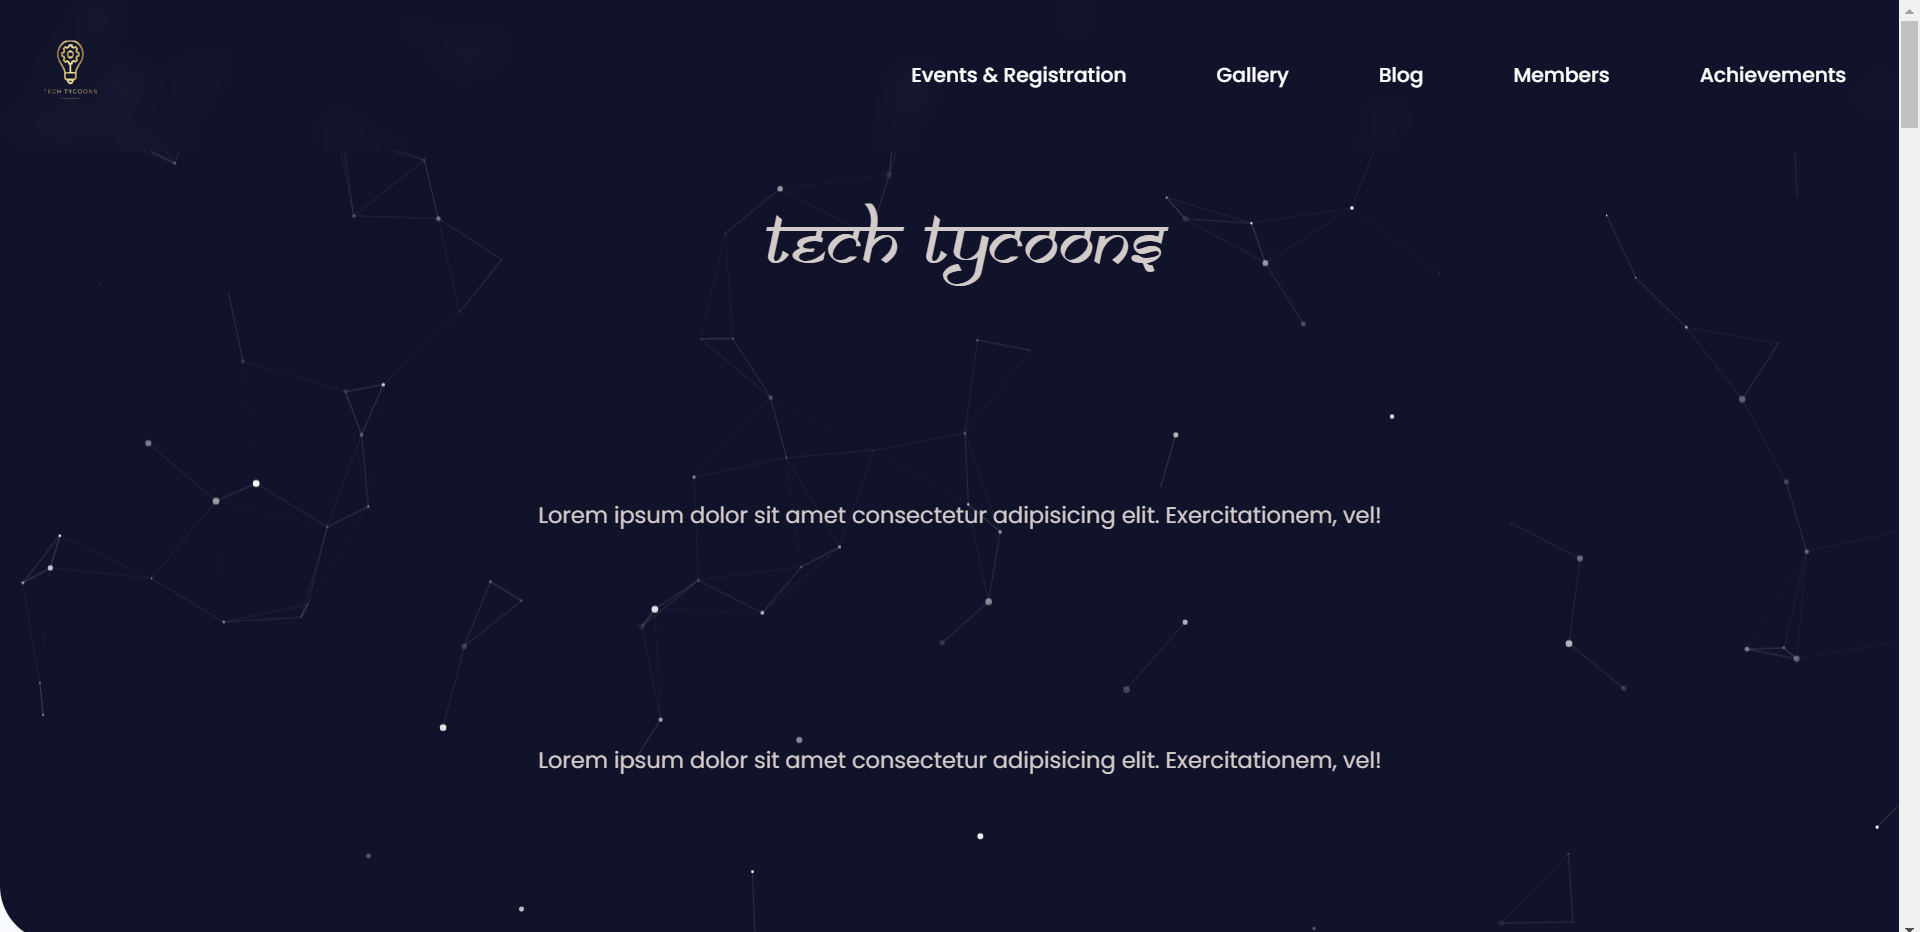 TECH TYCOONS
Events & Registration Gallery Blog Members Achievements
tech tycoons
Lorem ipsum dolor sit amet consectetur adipisicing elit. Exercitationem, vel!
Lorem ipsum dolor sit amet consectetur adipisicing elit. Exercitationem, vel!